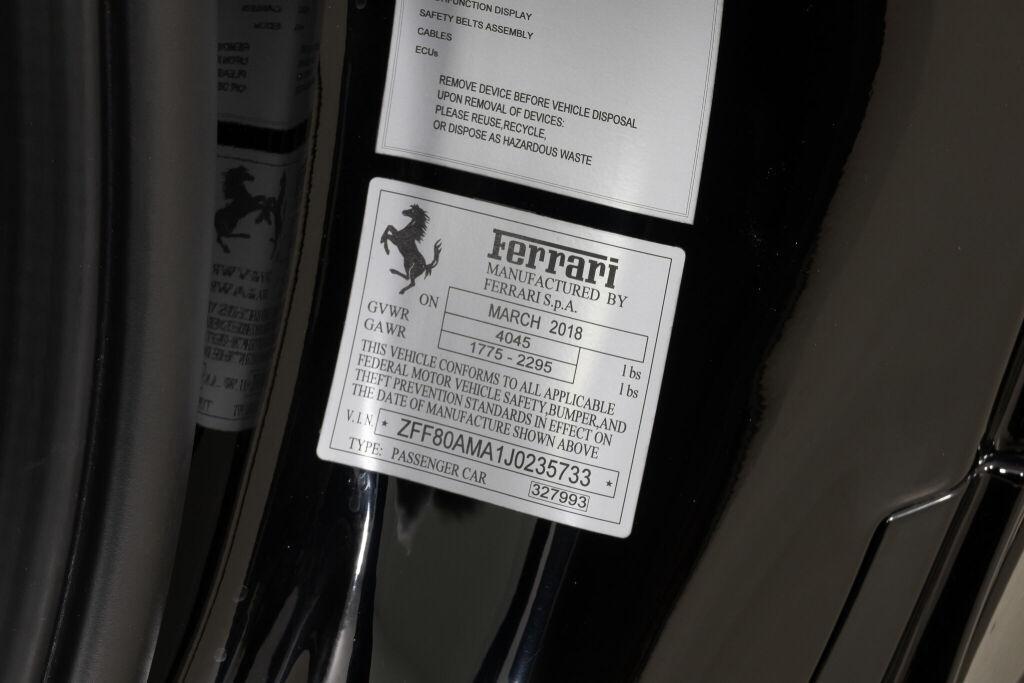 FUNCTION DISPLAY
SAFETY BELTS ASSEMBLY
CABLES
ECUs
REMOVE DEVICE BEFORE VEHICLE DISPOSAL
UPON REMOVAL OF DEVICES:
PLEASE REUSE,RECYCLE,
OR DISPOSE AS HAZARDOUS WASTE
Ferrari
MANUFACTURED BY
FERRARI S.p.A.
ON MARCH 2018
GVWR 4045 lbs
GAWR 1775 - 2295 lbs
THIS VEHICLE CONFORMS TO ALL APPLICABLE
FEDERAL MOTOR VEHICLE SAFETY,BUMPER,AND
THEFT PREVENTION STANDARDS IN EFFECT ON
THE DATE OF MANUFACTURE SHOWN ABOVE
V.I.N. * ZFF80AMA1J0235733 *
TYPE: PASSENGER CAR 327993